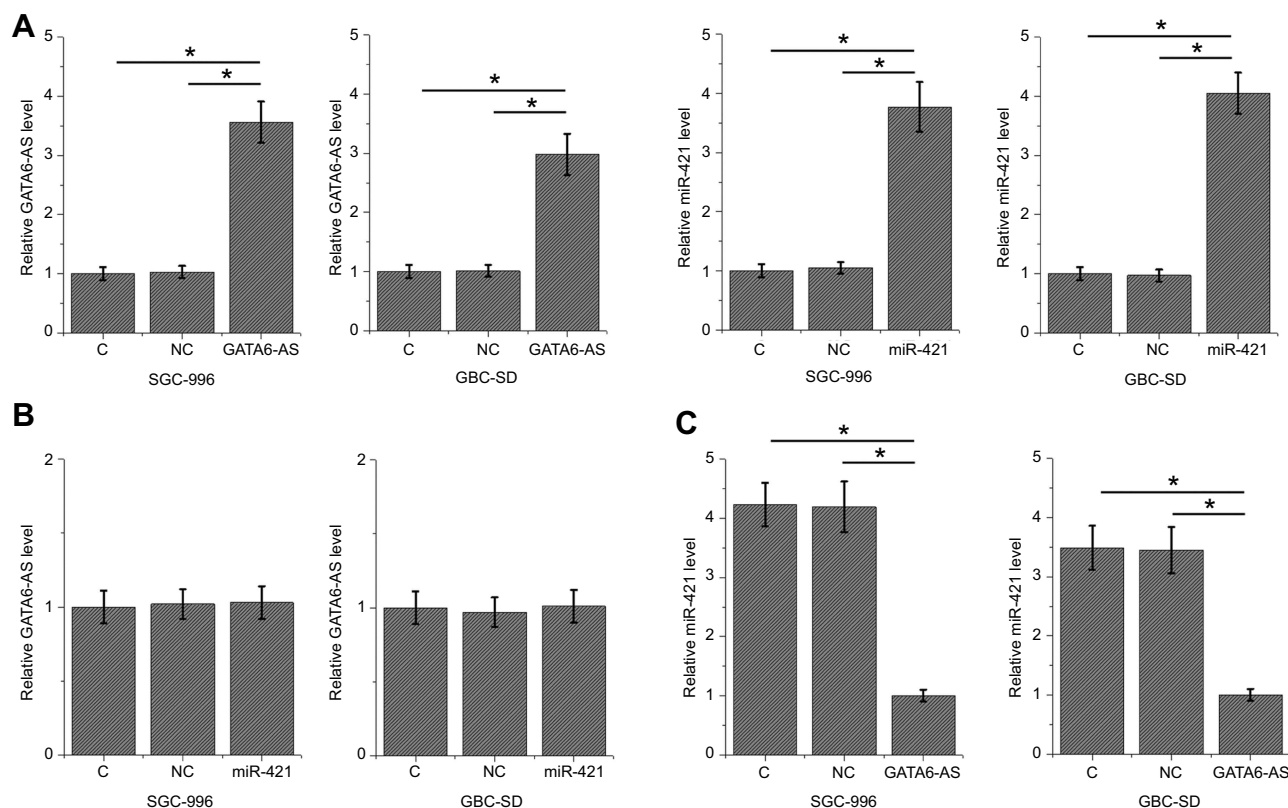 A
Relative GATA6-AS level
5
4
3
2
1
0
*
*
C NC GATA6-AS
SGC-996
Relative GATA6-AS level
5
4
3
2
1
0
*
*
C NC GATA6-AS
GBC-SD
Relative miR-421 level
5
4
3
2
1
0
*
*
C NC miR-421
SGC-996
Relative miR-421 level
5
4
3
2
1
0
*
*
C NC miR-421
GBC-SD
B
Relative GATA6-AS level
2
1
0
C NC miR-421
SGC-996
Relative GATA6-AS level
2
1
0
C NC miR-421
GBC-SD
C
Relative miR-421 level
5
4
3
2
1
0
*
*
C NC GATA6-AS
SGC-996
Relative miR-421 level
5
4
3
2
1
0
*
*
C NC GATA6-AS
GBC-SD